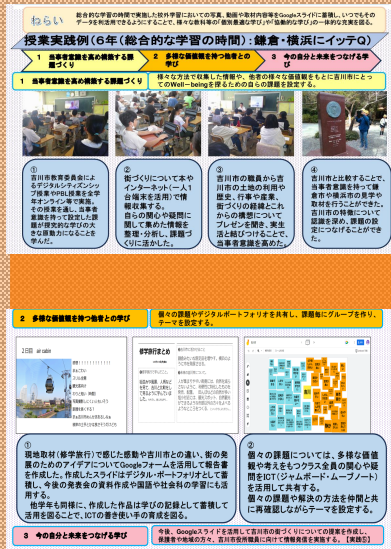 ねらい
総合的な学習の時間で実施した校外学習においての写真、動画や取材内容等をGoogleスライドに蓄積し、いつでもその
データを利活用できるようにすることで、様々な教科等の「個別最適な学び」や「協働的な学び」の一体的な充実を図る。
授業実践例(6年(総合的な学習の時間):鎌倉・横浜にイッテQ)
1 当事者意識を高め構築する課
題づくり
2 多様な価値観を持つ他者との
学び
3 今の自分と未来をつなげる学
び
1 当事者意識を高め構築する課題づくり
様々な方法で収集した情報や、他者の様々な価値観をもとに吉川市にとっ
てのWell-beingを探るための自らの課題を設定する。
①
吉川市教育委員会によ
るデジタルシティズンシッ
プ授業やPBL授業を全学
年オンライン等で実施。
その授業を通し、当事者
意識を持って設定した課
題が探究的な学びの大
きな原動力になることを
学んだ。
②
街づくりについて本や
インターネット(一人1
台端末を活用)で情
報収集する。
自らの関心や疑問に
関して集めた情報を
整理・分析し、課題づ
くりに活かした。
③
吉川市の職員から吉
川市の土地の利用や
歴史、行事や産業、
街づくりの経緯とこれ
からの構想について
プレゼンを聞き、実生
活と結びつけることで、
当事者意識を高めた。
④
吉川市と比較することで、
当事者意識を持って鎌
倉市や横浜市の見学や
取材を行うことができた。
吉川市の特徴について
認識を深め、課題の設
定につなげることができ
た。
2 多様な価値観を持つ他者との学び
個々の課題やデジタルポートフォリオを共有し、課題毎にグループを作り、
テーマを設定する。
2日目 air cabin
修学旅行まとめ
①
現地取材(修学旅行)で感じた感動や吉川市との違い、街の発
展のためのアイデアについてGoogleフォームを活用して報告書
を作成した。作成したスライドはデジタル・ポートフォリオとして蓄
積し、今後の発表会の資料作成や国語や社会科の学習にも活
用する。
他学年も同様に、作成した作品は学びの記録として蓄積して
活用を図ることで、ICTの善き使い手の育成を図る。
②
個々の課題については、多様な価値
観や考えをもつクラス全員の関心や疑
問をICT(ジャムボード・ムーブノート)
を活用して共有する。
個々の課題や解決の方法を仲間と共
に再確認しながらテーマを設定する。
3 今の自分と未来をつなげる学び
今後、Googleスライドを活用して吉川市の街づくりについての提案を作成し、
保護者や地域の方々、吉川市役所職員に向けて情報発信する。【実践⑤】